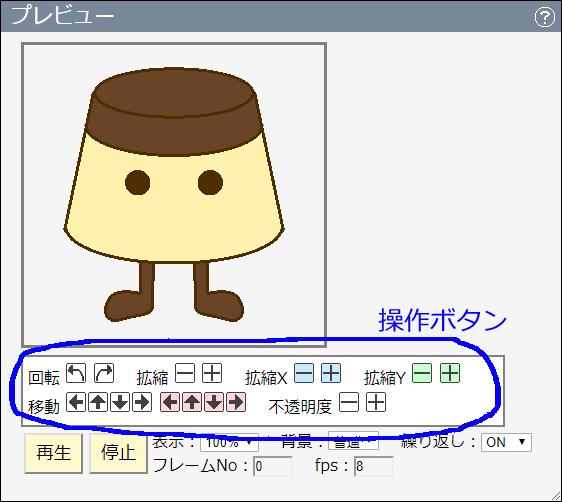 プレビュー
?
操作ボタン
回転 拡縮 拡縮X 拡縮Y
移動 不透明度
再生 停止 表示：100% 背景：普通 繰り返し：ON
フレームNo：0 fps：8